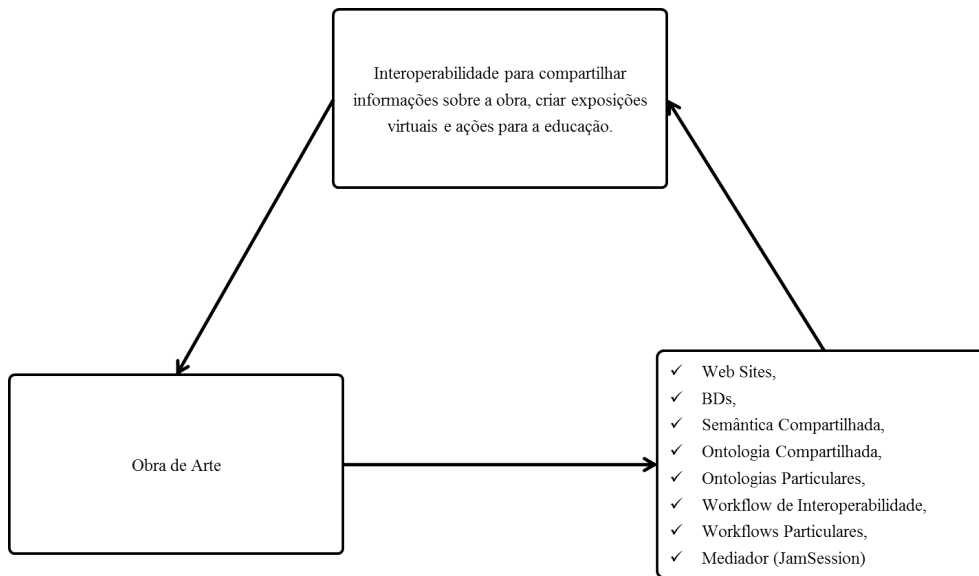 Interoperabilidade para compartilhar
informações sobre a obra, criar exposições
virtuais e ações para a educação.
Obra de Arte
✓ Web Sites,
✓ BDs,
✓ Semântica Compartilhada,
✓ Ontologia Compartilhada,
✓ Ontologias Particulares,
✓ Workflow de Interoperabilidade,
✓ Workflows Particulares,
✓ Mediador (JamSession)